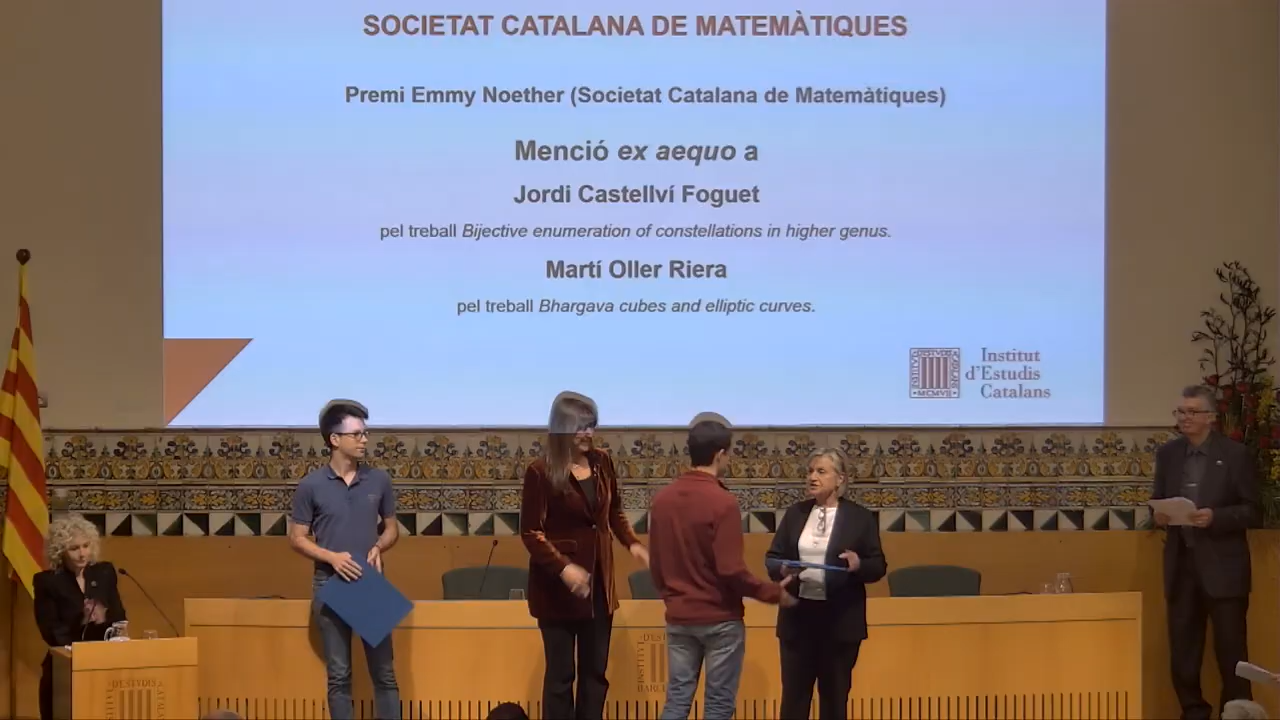 SOCIETAT CATALANA DE MATEMÀTIQUES
Premi Emmy Noether (Societat Catalana de Matemàtiques)
Menció ex aequo a
Jordi Castellví Foguet
pel treball Bijective enumeration of constellations in higher genus.
Martí Oller Riera
pel treball Bhargava cubes and elliptic curves.
Institut
d'Estudis
Catalans